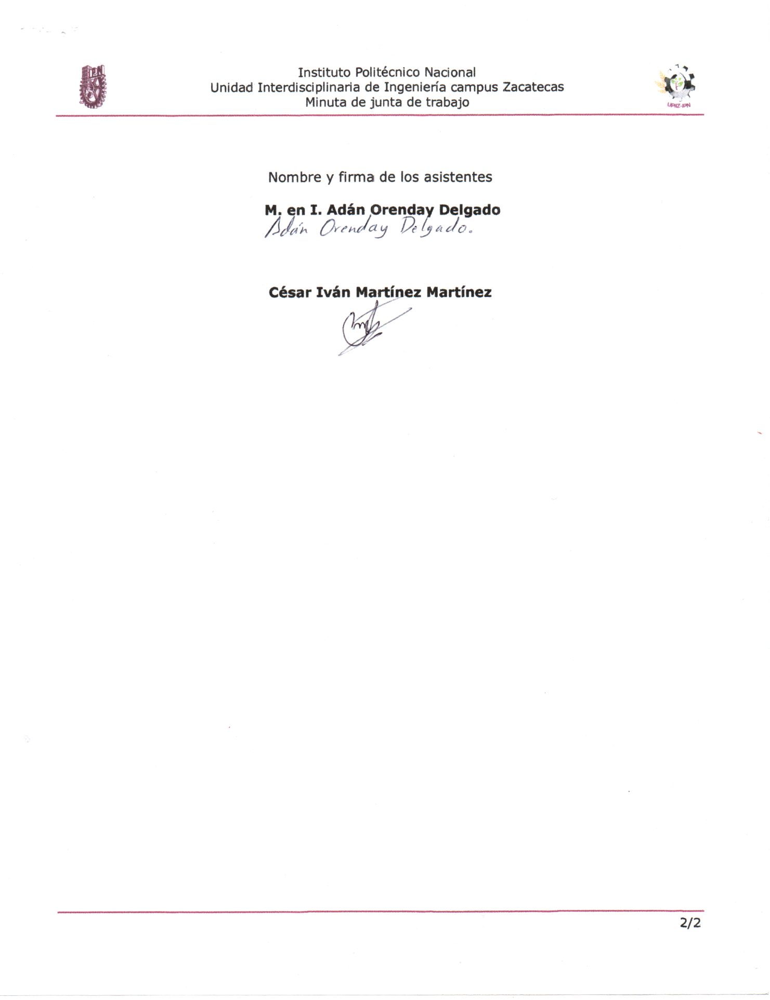 IPN
Instituto Politécnico Nacional
Unidad Interdisciplinaria de Ingeniería campus Zacatecas
Minuta de junta de trabajo
UPIIZ-IPN
Nombre y firma de los asistentes
M. en I. Adán Orenday Delgado
Adán Orenday Delgado.
César Iván Martínez Martínez
2/2